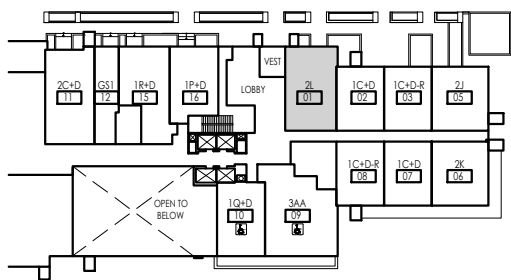 2C+D
11
GS1
12
1R+D
15
1P+D
16
VEST
LOBBY
2L
01
1C+D
02
1C+D-R
03
2J
05
1C+D-R
08
1C+D
07
2K
06
OPEN TO
BELOW
1Q+D
10
3AA
09